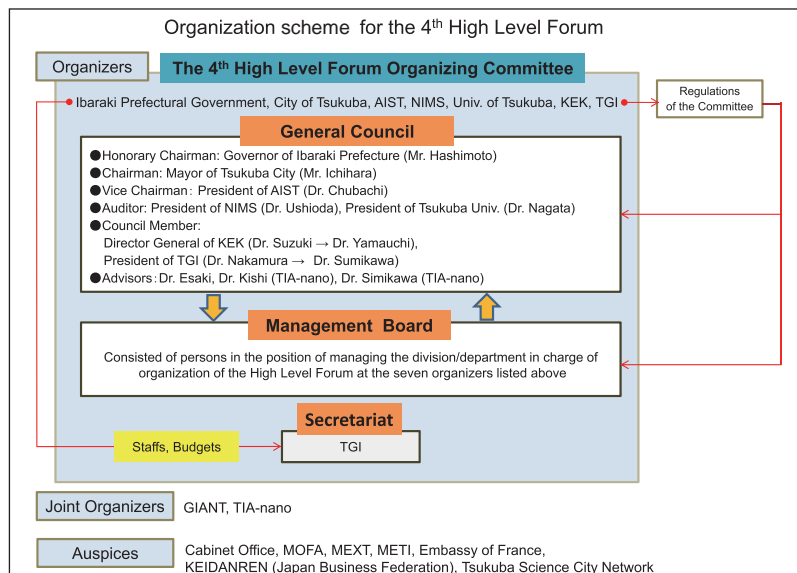 Organization scheme for the 4th High Level Forum
Organizers
The 4th High Level Forum Organizing Committee
Ibaraki Prefectural Government, City of Tsukuba, AIST, NIMS, Univ. of Tsukuba, KEK, TGI
Regulations
of the Committee
General Council
●Honorary Chairman: Governor of Ibaraki Prefecture (Mr. Hashimoto)
●Chairman: Mayor of Tsukuba City (Mr. Ichihara)
●Vice Chairman: President of AIST (Dr. Chubachi)
●Auditor: President of NIMS (Dr. Ushioda), President of Tsukuba Univ. (Dr. Nagata)
●Council Member:
Director General of KEK (Dr. Suzuki → Dr. Yamauchi),
President of TGI (Dr. Nakamura → Dr. Sumikawa)
●Advisors: Dr. Esaki, Dr. Kishi (TIA-nano), Dr. Simikawa (TIA-nano)
Management Board
Consisted of persons in the position of managing the division/department in charge of
organization of the High Level Forum at the seven organizers listed above
Secretariat
Staffs, Budgets
TGI
Joint Organizers
GIANT, TIA-nano
Auspices
Cabinet Office, MOFA, MEXT, METI, Embassy of France,
KEIDANREN (Japan Business Federation), Tsukuba Science City Network